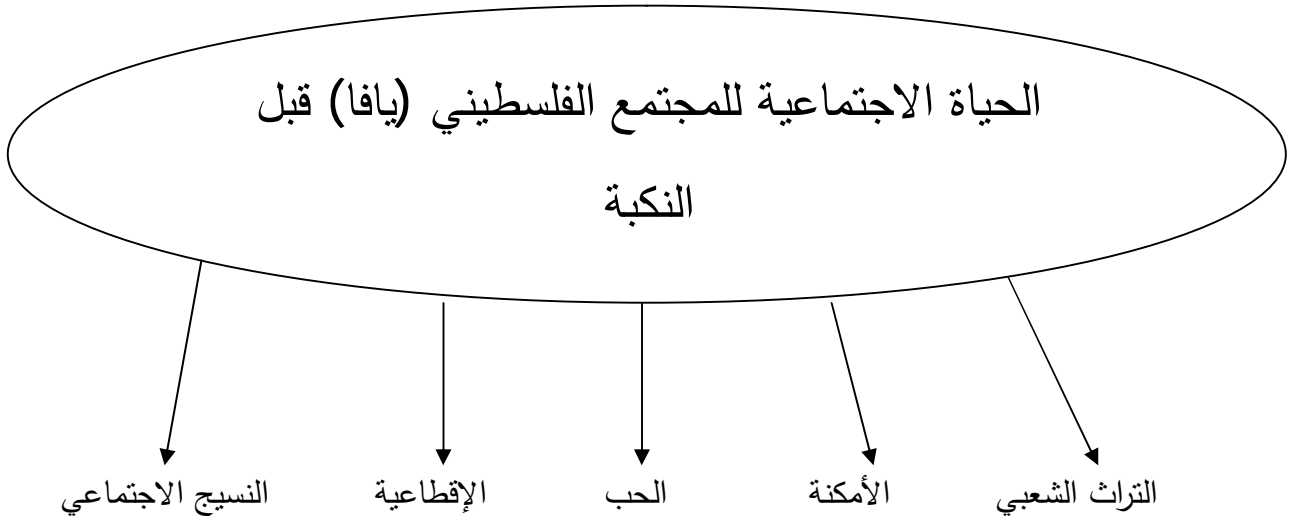 الحياة الاجتماعية للمجتمع الفلسطيني (يافا) قبل
النكبة
التراث الشعبي
الأمكنة
الحب
الإقطاعية
النسيج الاجتماعي